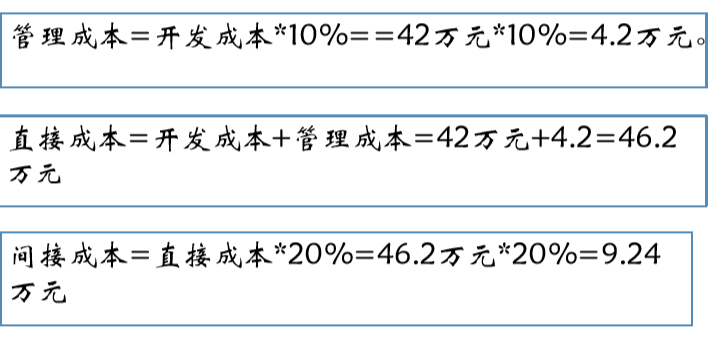 管理成本=开发成本*10%==42万元*10%=4.2万元。
直接成本=开发成本+管理成本=42万元+4.2=46.2
万元
间接成本=直接成本*20%=46.2万元*20%=9.24
万元